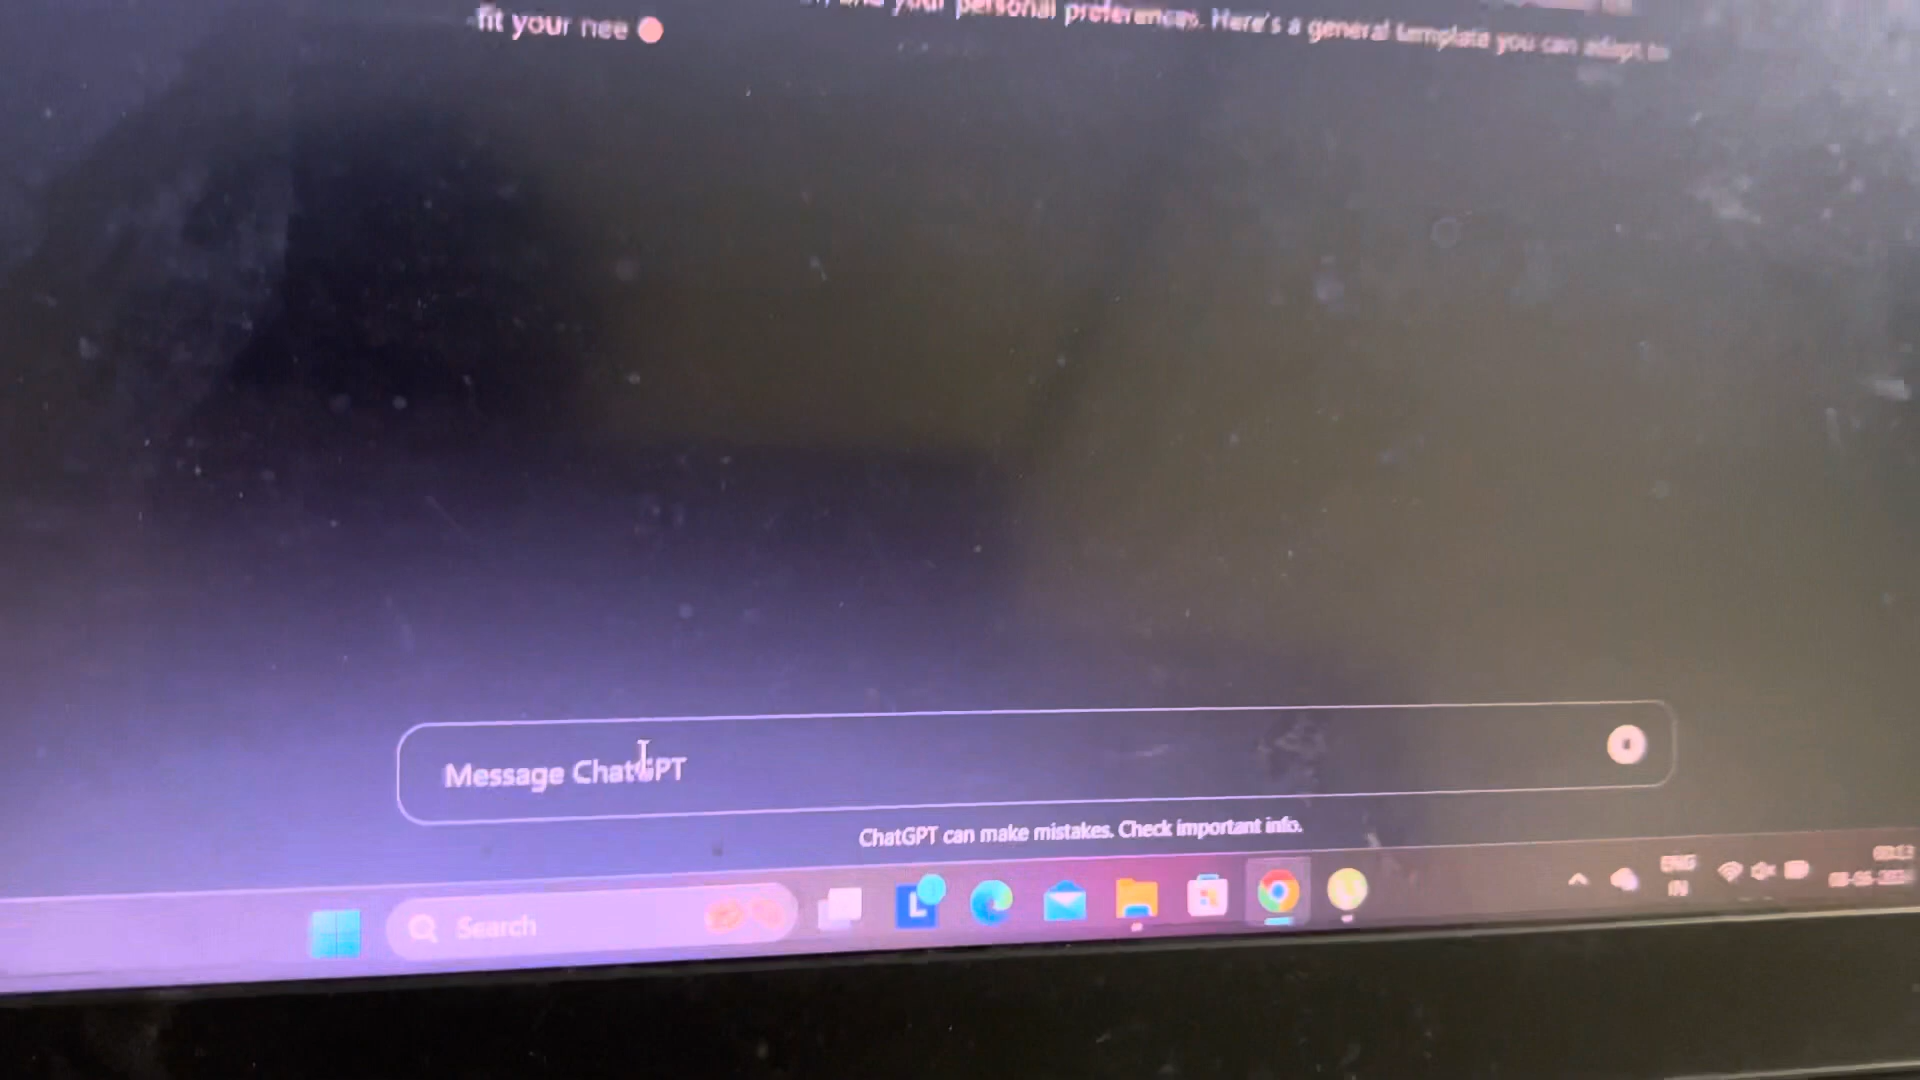 your personal preferences. Here's a general template you can adapt to
fit your nee
Message ChatGPT
ChatGPT can make mistakes. Check important info.
Search
L
ENG
IN